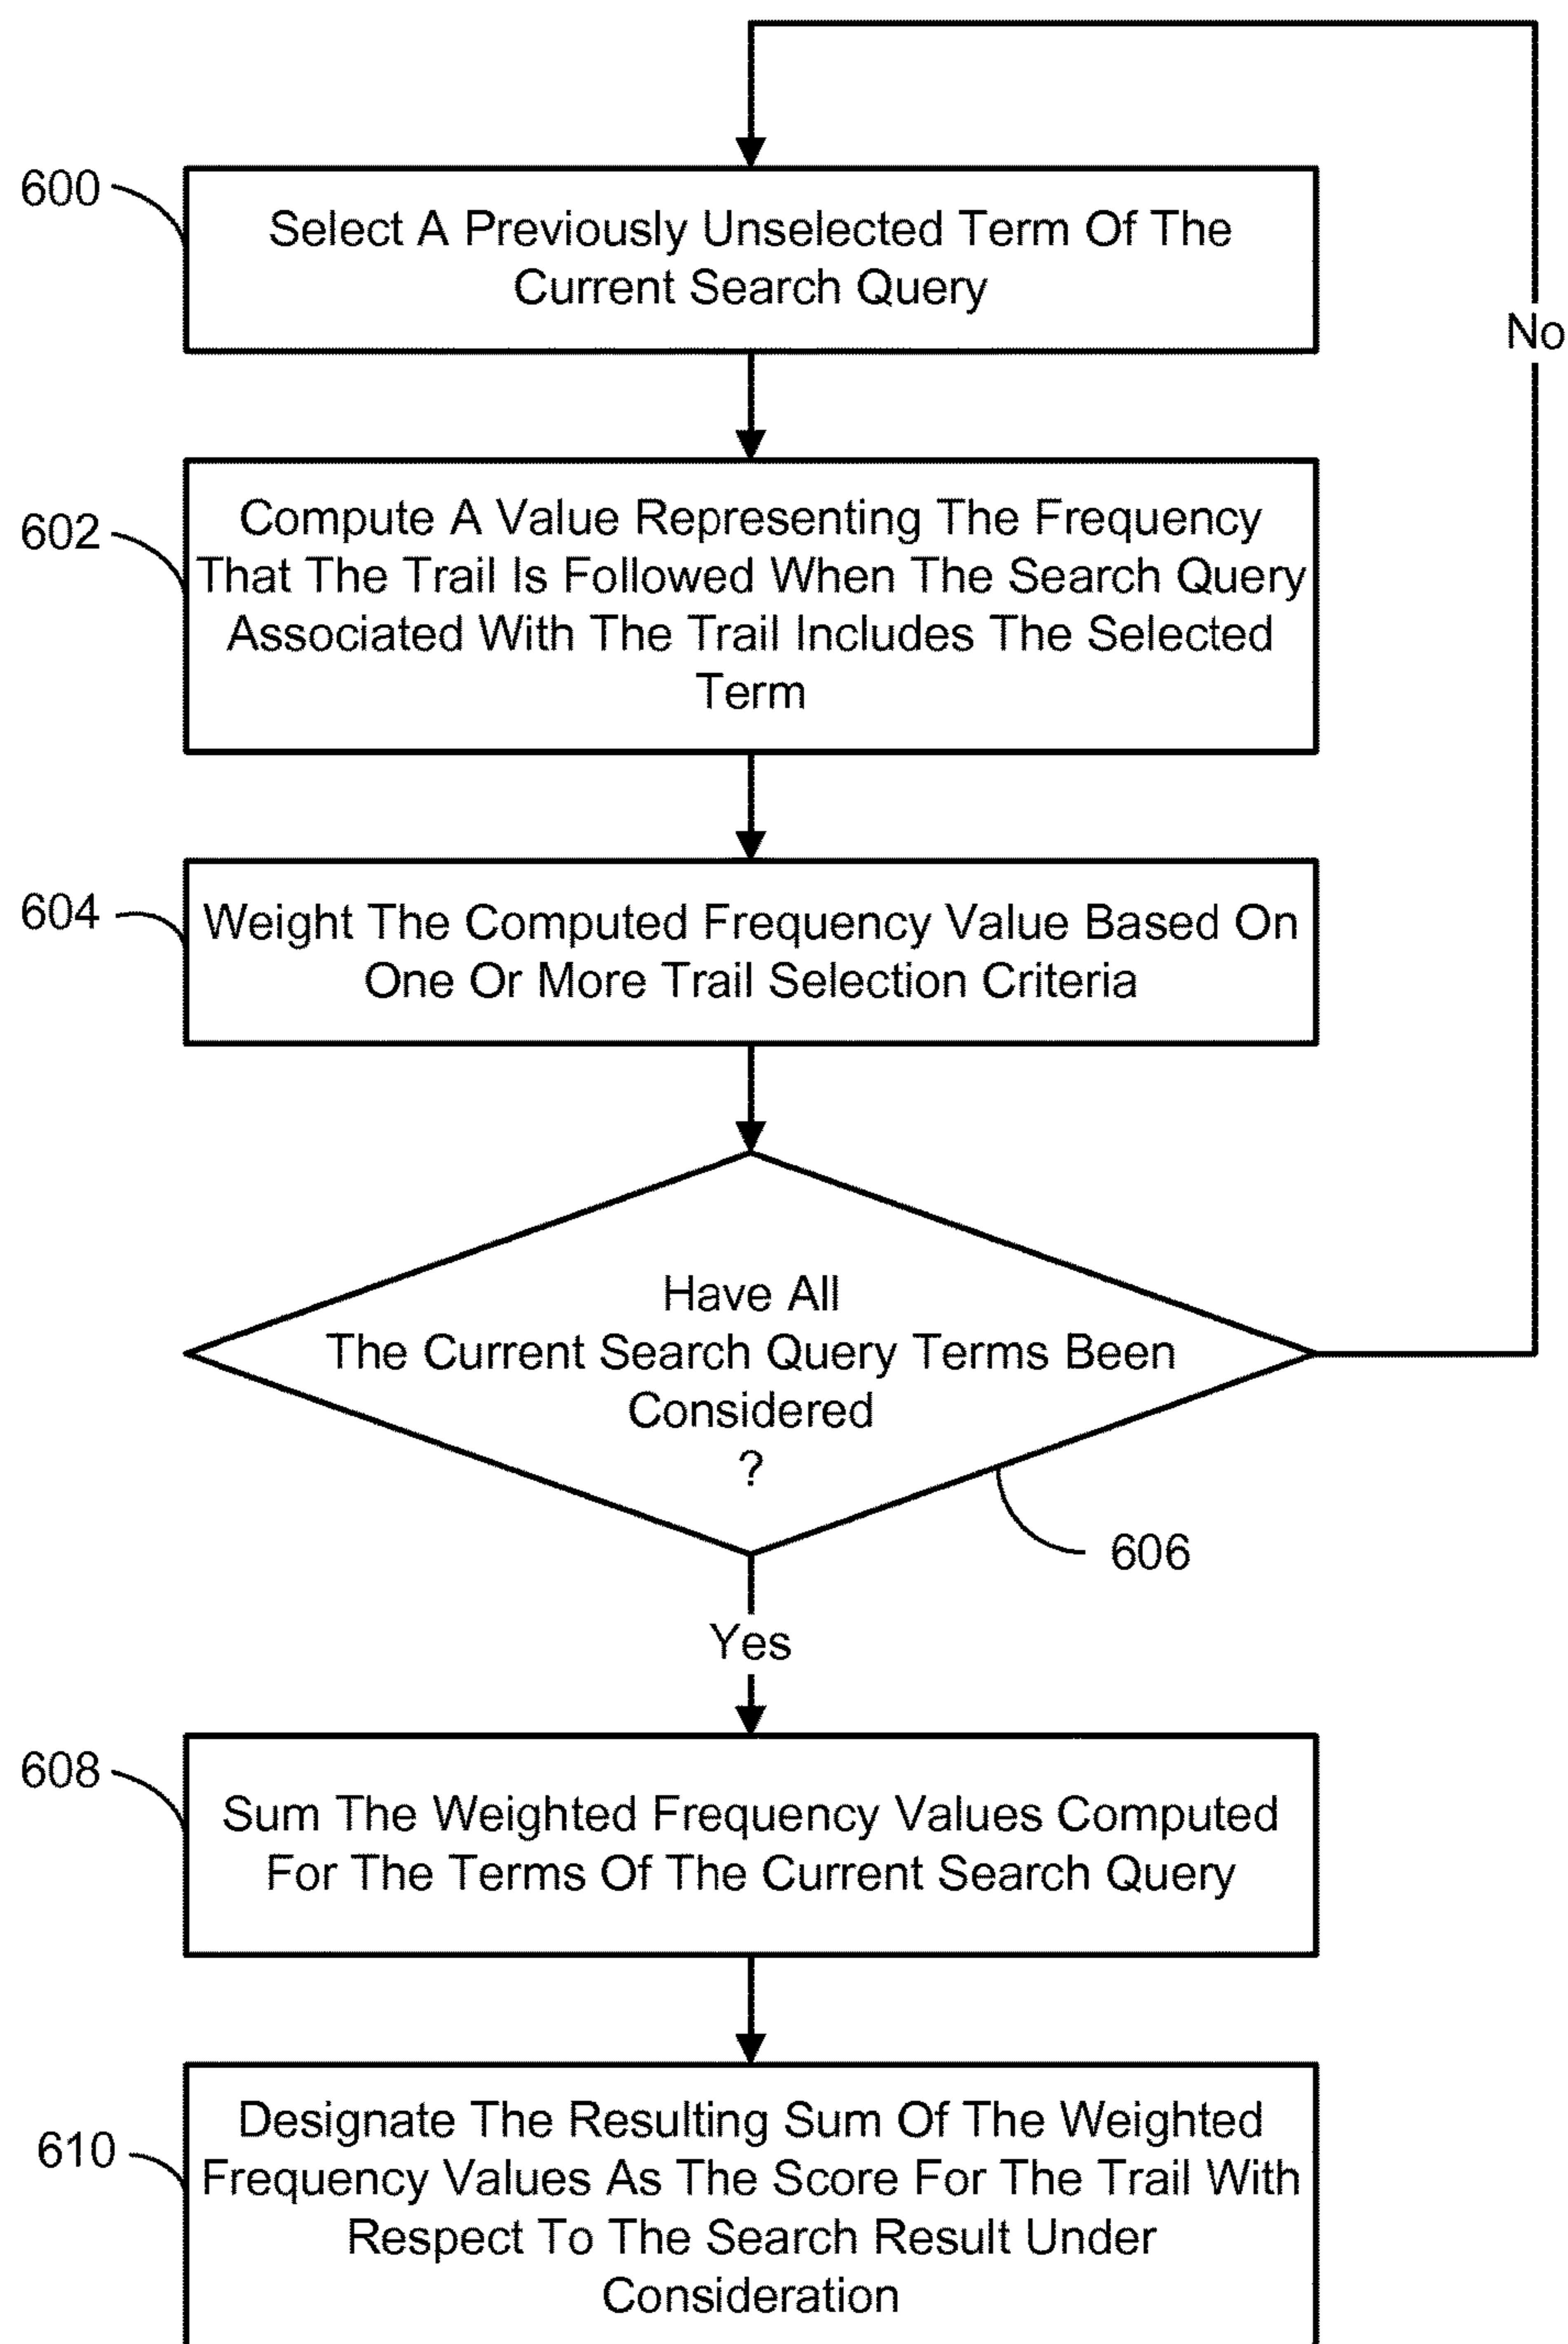 600
Select A Previously Unselected Term Of The
Current Search Query
No
602
Compute A Value Representing The Frequency
That The Trail Is Followed When The Search Query
Associated With The Trail Includes The Selected
Term
604
Weight The Computed Frequency Value Based On
One Or More Trail Selection Criteria
Have All
The Current Search Query Terms Been
Considered
?
606
Yes
608
Sum The Weighted Frequency Values Computed
For The Terms Of The Current Search Query
610
Designate The Resulting Sum Of The Weighted
Frequency Values As The Score For The Trail With
Respect To The Search Result Under
Consideration